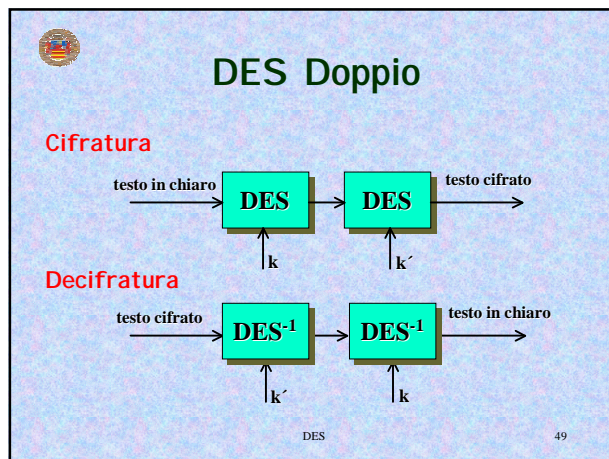 DES Doppio
Cifratura
testo in chiaro
DES
DES
testo cifrato
k
k´
Decifratura
testo cifrato
DES-1
DES-1
testo in chiaro
k´
k
DES
49